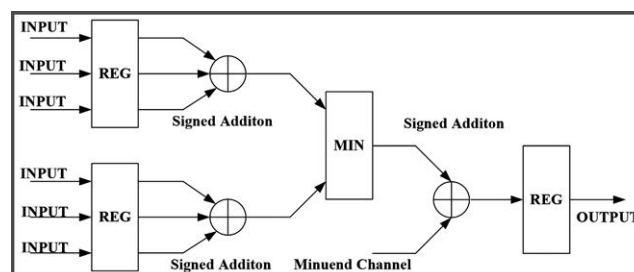 INPUT
INPUT
INPUT
REG
Signed Additon
MIN
Signed Additon
INPUT
INPUT
INPUT
REG
Signed Additon
Minuend Channel
REG
OUTPUT